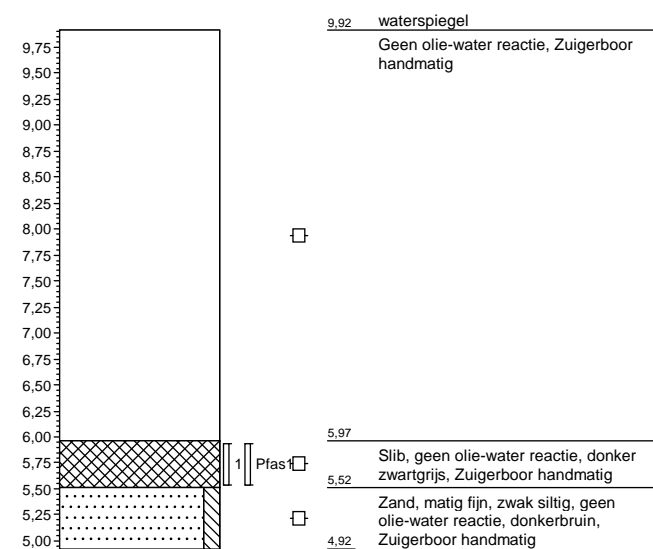 9,92 waterspiegel
Geen olie-water reactie, Zuigerboor
handmatig
9,75
9,50
9,25
9,00
8,75
8,50
8,25
8,00
7,75
7,50
7,25
7,00
6,75
6,50
6,25
6,00
5,75
5,50
5,25
5,00
1 Pfas1
5,97
Slib, geen olie-water reactie, donker
zwartgrijs, Zuigerboor handmatig
5,52
Zand, matig fijn, zwak siltig, geen
olie-water reactie, donkerbruin,
4,92 Zuigerboor handmatig